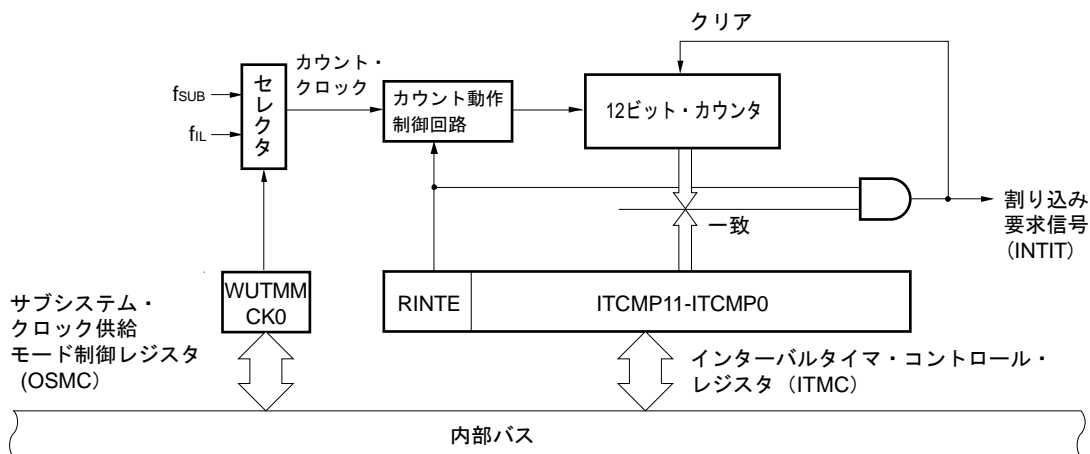 クリア
カウント・
クロック
fSUB
fIL
セレクタ
カウント動作
制御回路
12ビット・カウンタ
一致
割り込み
要求信号
(INTIT)
WUTMM
CK0
RINTE
ITCMP11-ITCMP0
サブシステム・
クロック供給
モード制御レジスタ
(OSMC)
インターバルタイマ・コントロール・
レジスタ（ITMC）
内部バス